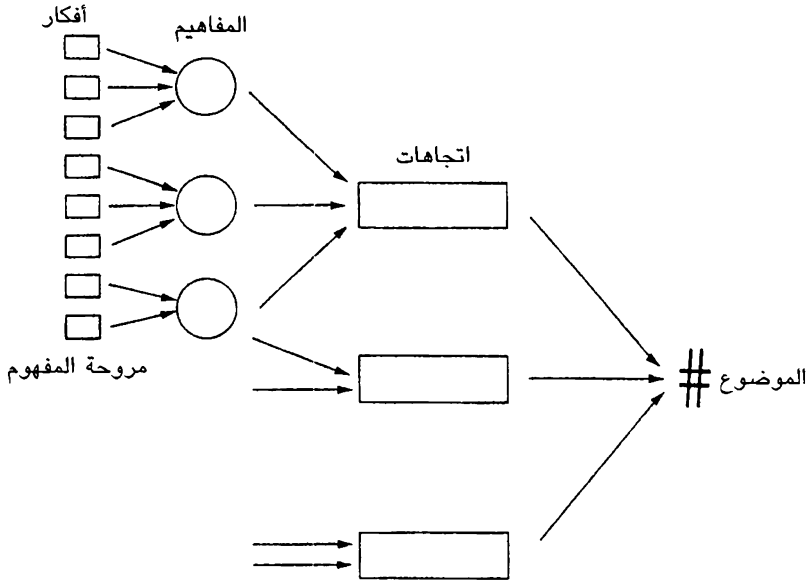 أفكار
المفاهيم
اتجاهات
# الموضوع
مروحة المفهوم